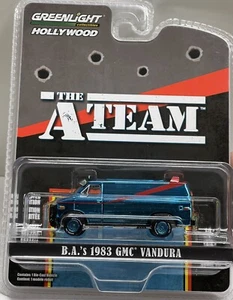 GREENLIGHT
HOLLYWOOD
THE
A TEAM
B.A.'s 1983 GMC® VANDURA